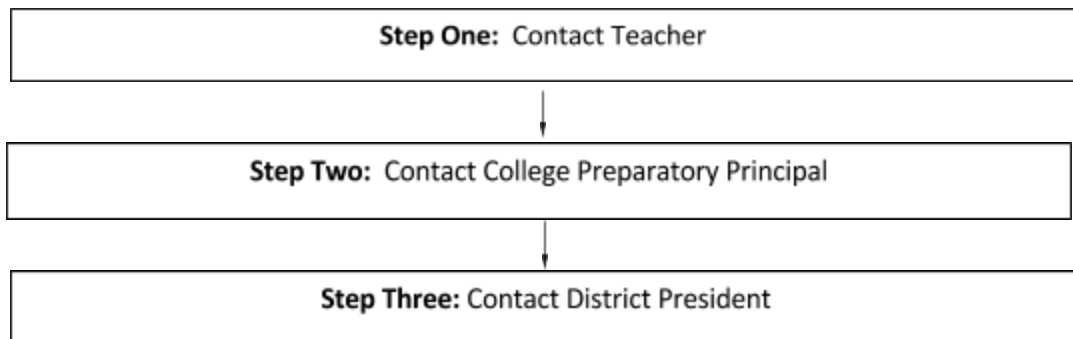 Step One: Contact Teacher
Step Two: Contact College Preparatory Principal
Step Three: Contact District President